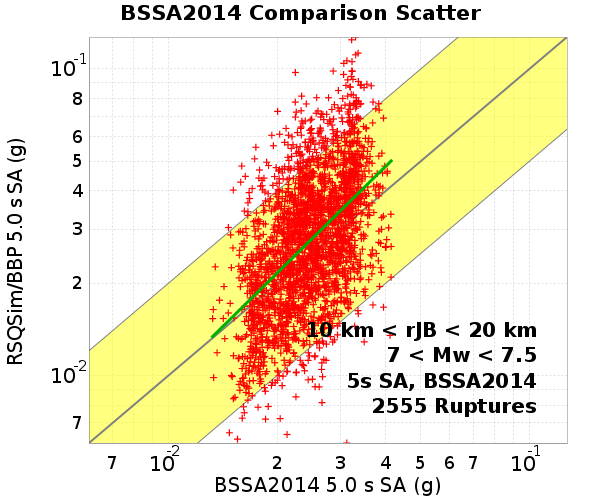 BSSA2014 Comparison Scatter
RSQSim/BBP 5.0 s SA (g)
10-1
8
6
5
4
3
2
10-2
7
10 km < rJB < 20 km
7 < Mw < 7.5
5s SA, BSSA2014
2555 Ruptures
7 10-2 2 3 4 5 6 7 10-1
BSSA2014 5.0 s SA (g)